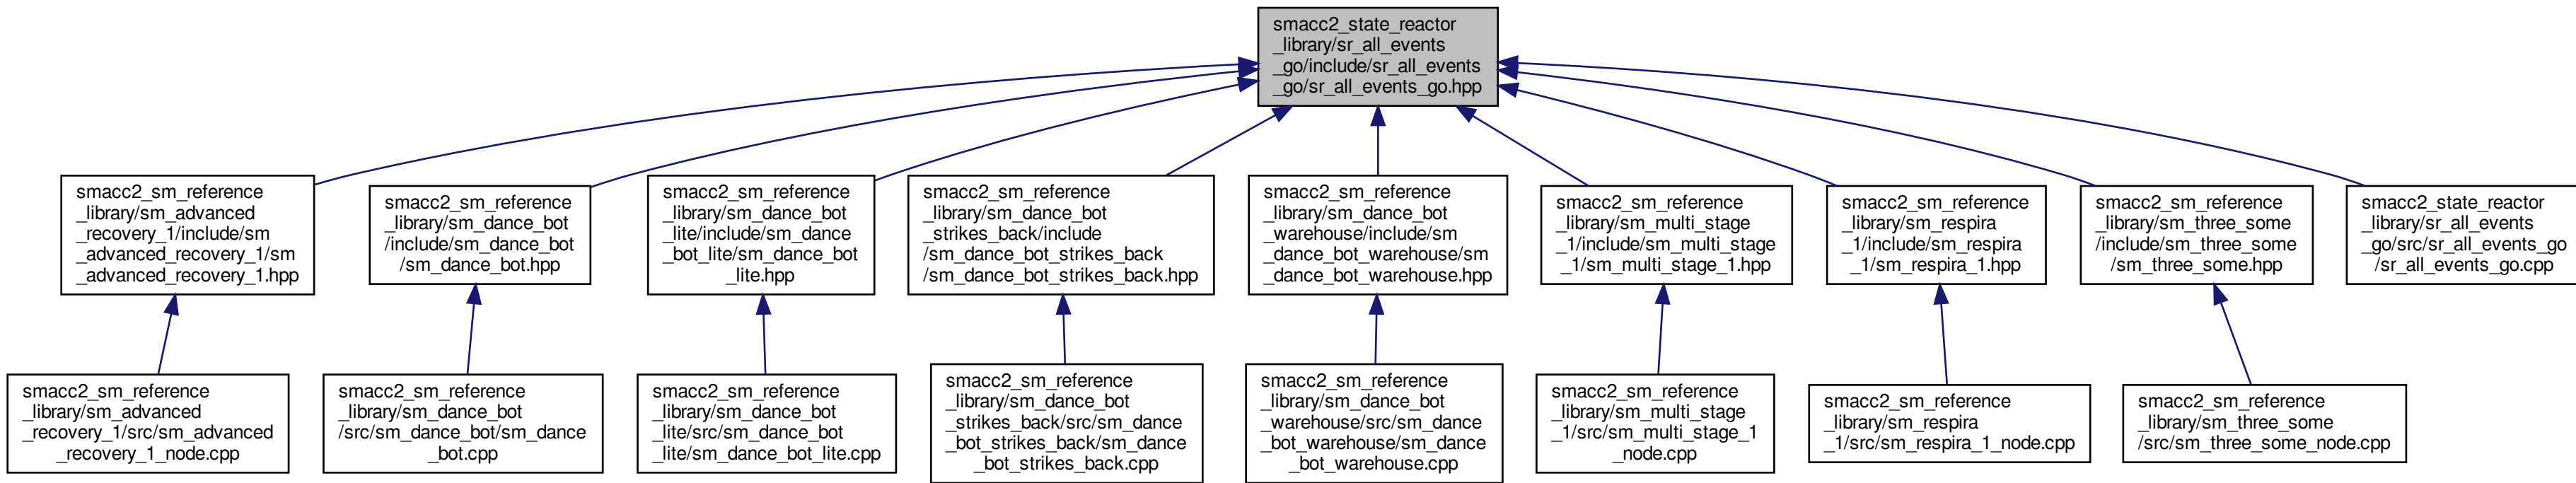 smacc2_state_reactor
_library/sr_all_events
_go/include/sr_all_events
_go/sr_all_events_go.hpp
smacc2_sm_reference
_library/sm_advanced
_recovery_1/include/sm
_advanced_recovery_1/sm
_advanced_recovery_1.hpp
smacc2_sm_reference
_library/sm_dance_bot
/include/sm_dance_bot
/sm_dance_bot.hpp
smacc2_sm_reference
_library/sm_dance_bot
_lite/include/sm_dance
_bot_lite/sm_dance_bot
_lite.hpp
smacc2_sm_reference
_library/sm_dance_bot
_strikes_back/include
/sm_dance_bot_strikes_back
/sm_dance_bot_strikes_back.hpp
smacc2_sm_reference
_library/sm_dance_bot
_warehouse/include/sm
_dance_bot_warehouse/sm
_dance_bot_warehouse.hpp
smacc2_sm_reference
_library/sm_multi_stage
_1/include/sm_multi_stage
_1/sm_multi_stage_1.hpp
smacc2_sm_reference
_library/sm_respira
_1/include/sm_respira
_1/sm_respira_1.hpp
smacc2_sm_reference
_library/sm_three_some
/include/sm_three_some
/sm_three_some.hpp
smacc2_state_reactor
_library/sr_all_events
_go/src/sr_all_events_go
/sr_all_events_go.cpp
smacc2_sm_reference
_library/sm_advanced
_recovery_1/src/sm_advanced
_recovery_1_node.cpp
smacc2_sm_reference
_library/sm_dance_bot
/src/sm_dance_bot/sm_dance
_bot.cpp
smacc2_sm_reference
_library/sm_dance_bot
_lite/src/sm_dance_bot
_lite/sm_dance_bot_lite.cpp
smacc2_sm_reference
_library/sm_dance_bot
_strikes_back/src/sm_dance
_bot_strikes_back/sm_dance
_bot_strikes_back.cpp
smacc2_sm_reference
_library/sm_dance_bot
_warehouse/src/sm_dance
_bot_warehouse/sm_dance
_bot_warehouse.cpp
smacc2_sm_reference
_library/sm_multi_stage
_1/src/sm_multi_stage_1
_node.cpp
smacc2_sm_reference
_library/sm_respira
_1/src/sm_respira_1_node.cpp
smacc2_sm_reference
_library/sm_three_some
/src/sm_three_some_node.cpp